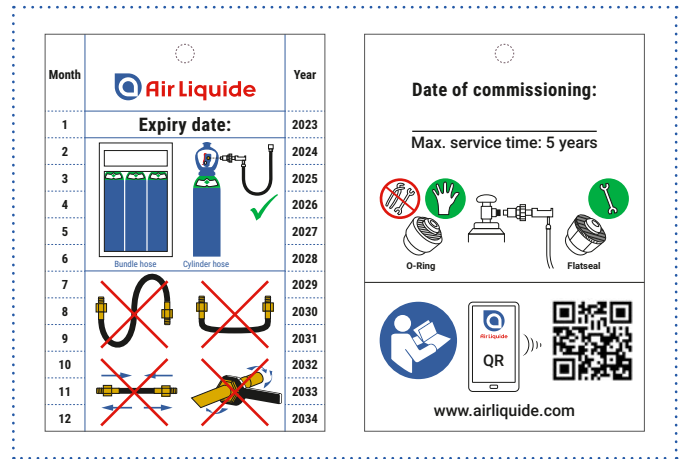 Month
Air Liquide
Year
1
Expiry date:
2023
2
2024
3
2025
4
2026
5
2027
6
2028
Bundle hose
Cylinder hose
7
2029
8
2030
9
2031
10
2032
11
2033
12
2034
Date of commissioning:
Max. service time: 5 years
O-Ring
Flatseal
Air Liquide
QR
www.airliquide.com